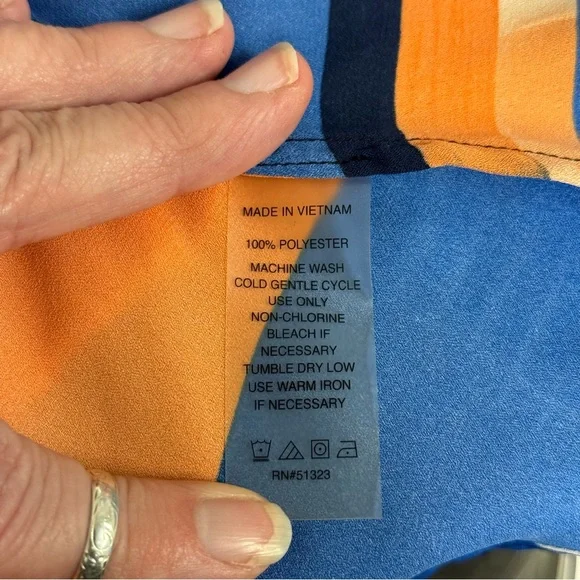 MADE IN VIETNAM
100% POLYESTER
MACHINE WASH
COLD GENTLE CYCLE
USE ONLY
NON-CHLORINE
BLEACH IF
NECESSARY
TUMBLE DRY LOW
USE WARM IRON
IF NECESSARY
RN#51323